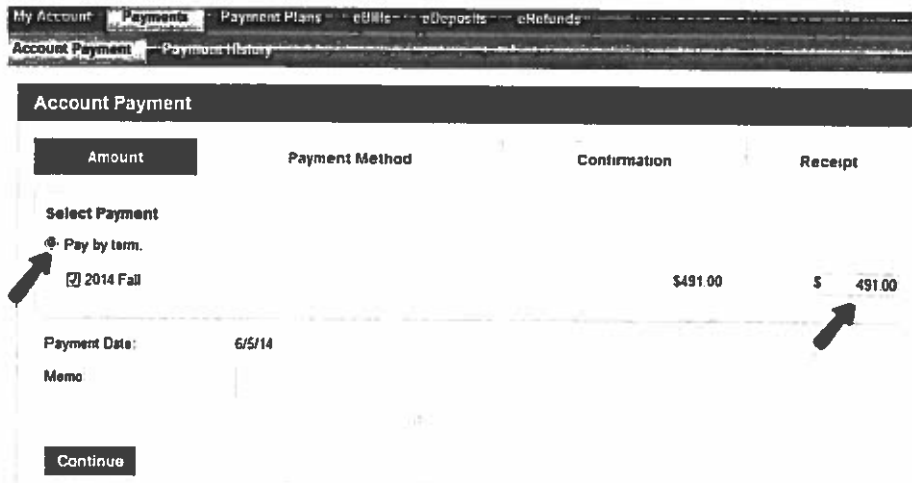 My Account Payments Payment Plans eBills eDeposits eRefunds
Account Payment Payment History
Account Payment
Amount Payment Method Confirmation Receipt
Select Payment
Pay by term.
2014 Fall $491.00 $ 491.00
Payment Date: 6/5/14
Memo
Continue